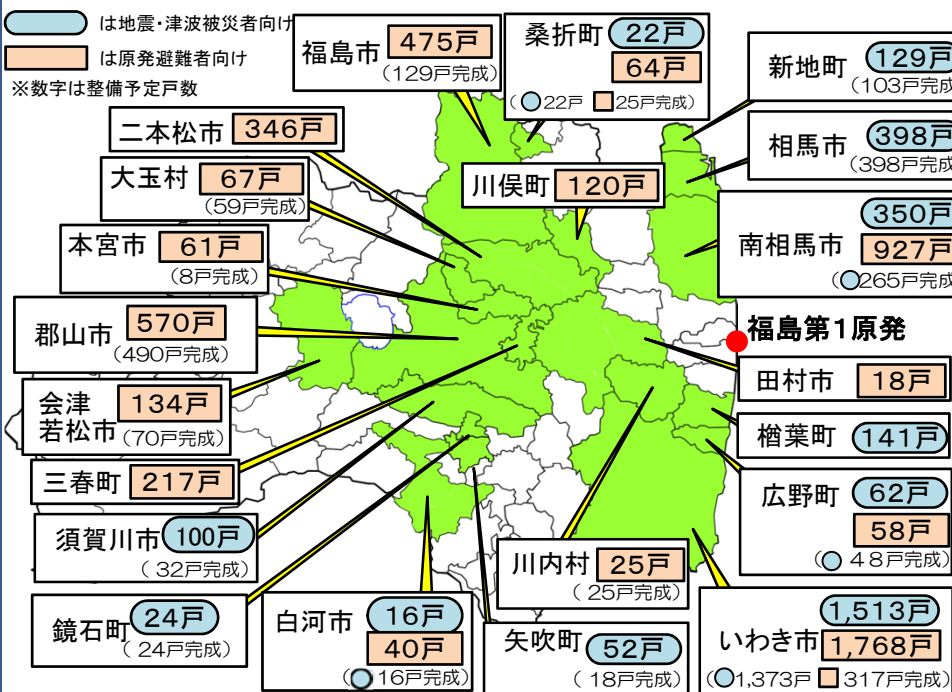 は地震・津波被災者向け
は原発避難者向け
※数字は整備予定戸数
福島市 475戸
(129戸完成)
桑折町 22戸
64戸
(22戸 25戸完成)
新地町 129戸
(103戸完成
相馬市 398戸
(398戸完成
南相馬市 350戸
927戸
(265戸完成
二本松市 346戸
大玉村 67戸
(59戸完成)
川俣町 120戸
本宮市 61戸
(8戸完成)
郡山市 570戸
(490戸完成)
福島第1原発
田村市 18戸
会津
若松市 134戸
(70戸完成)
楢葉町 141戸
三春町 217戸
広野町 62戸
58戸
(48戸完成)
須賀川市 100戸
(32戸完成)
川内村 25戸
(25戸完成)
鏡石町 24戸
(24戸完成)
白河市 16戸
40戸
(16戸完成)
矢吹町 52戸
(18戸完成)
いわき市 1,513戸
1,768戸
(1,373戸 317戸完成)